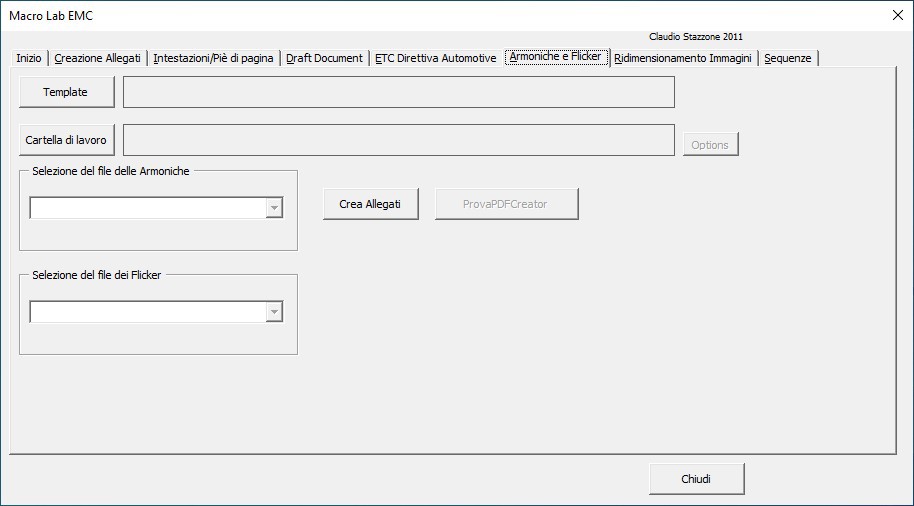 Macro Lab EMC
Claudio Stazzone 2011
Inizio Creazione Allegati Intestazioni/Piè di pagina Draft Document ETC Direttiva Automotive Armoniche e Flicker Ridimensionamento Immagini Sequenze
Template
Cartella di lavoro Options
Selezione del file delle Armoniche
Crea Allegati ProvaPDFCreator
Selezione del file dei Flicker
Chiudi